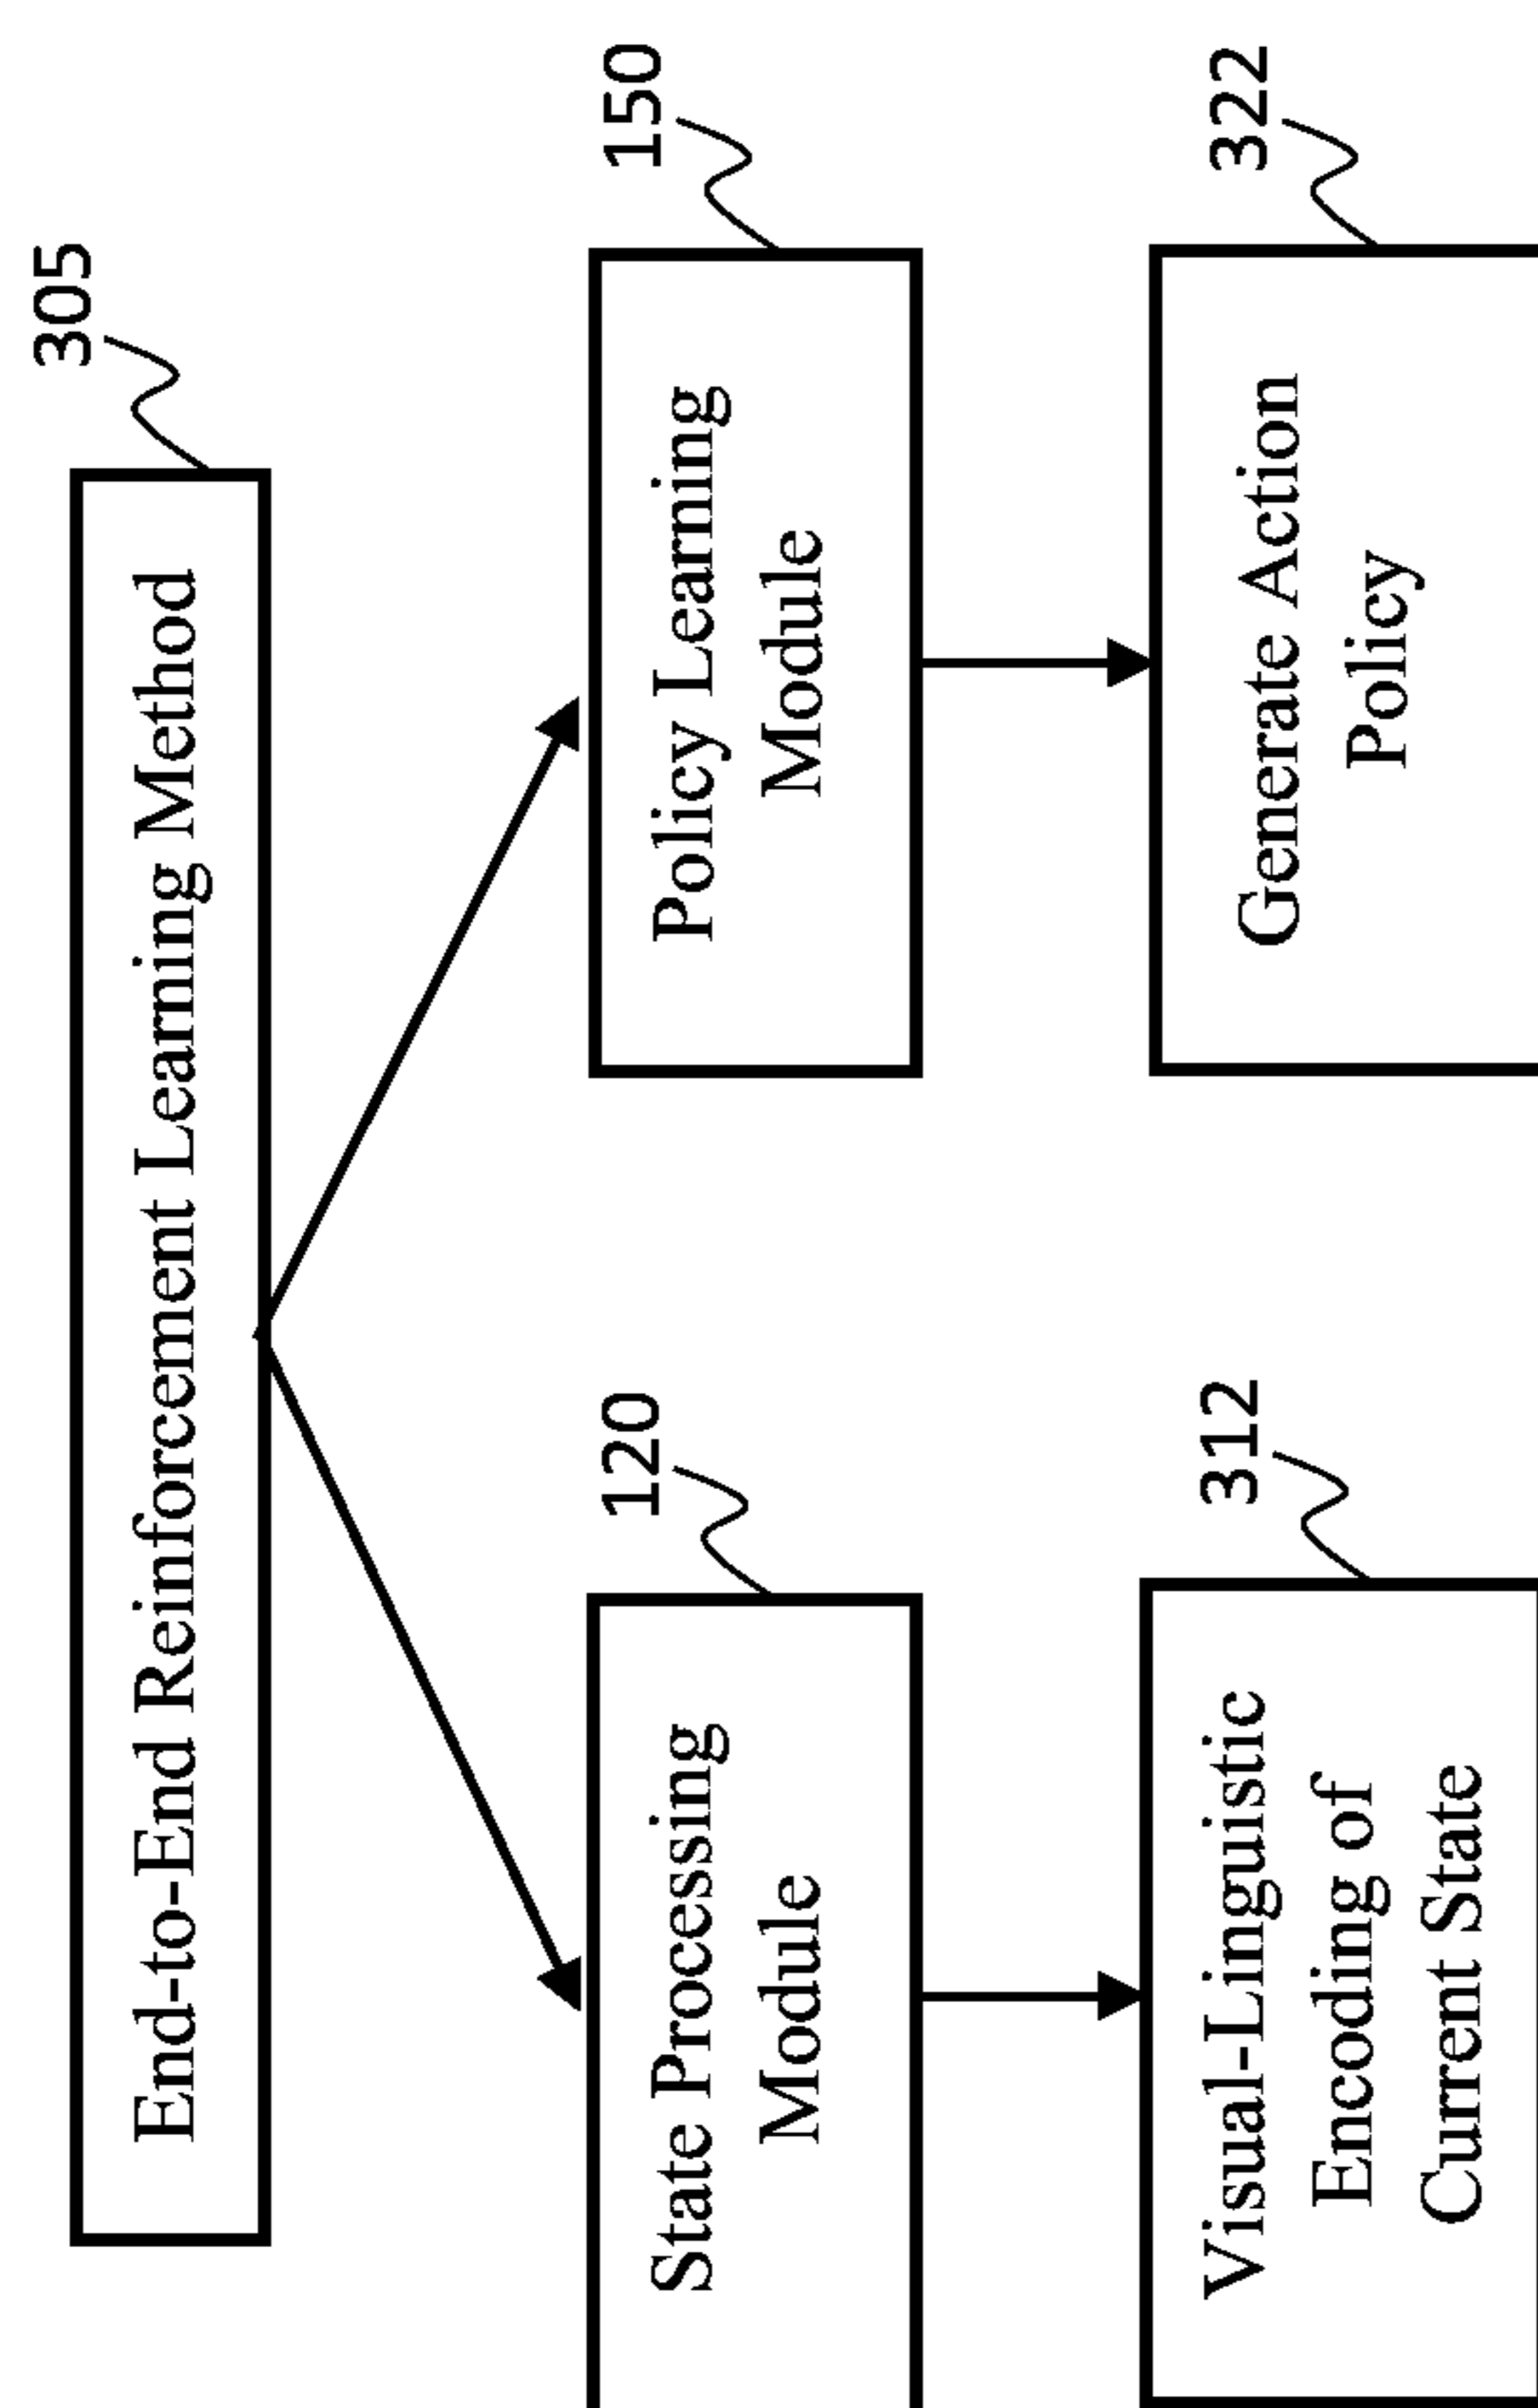 305
End-to-End Reinforcement Learning Method
120
State Processing
Module
150
Policy Learning
Module
312
Visual-Linguistic
Encoding of
Current State
322
Generate Action
Policy